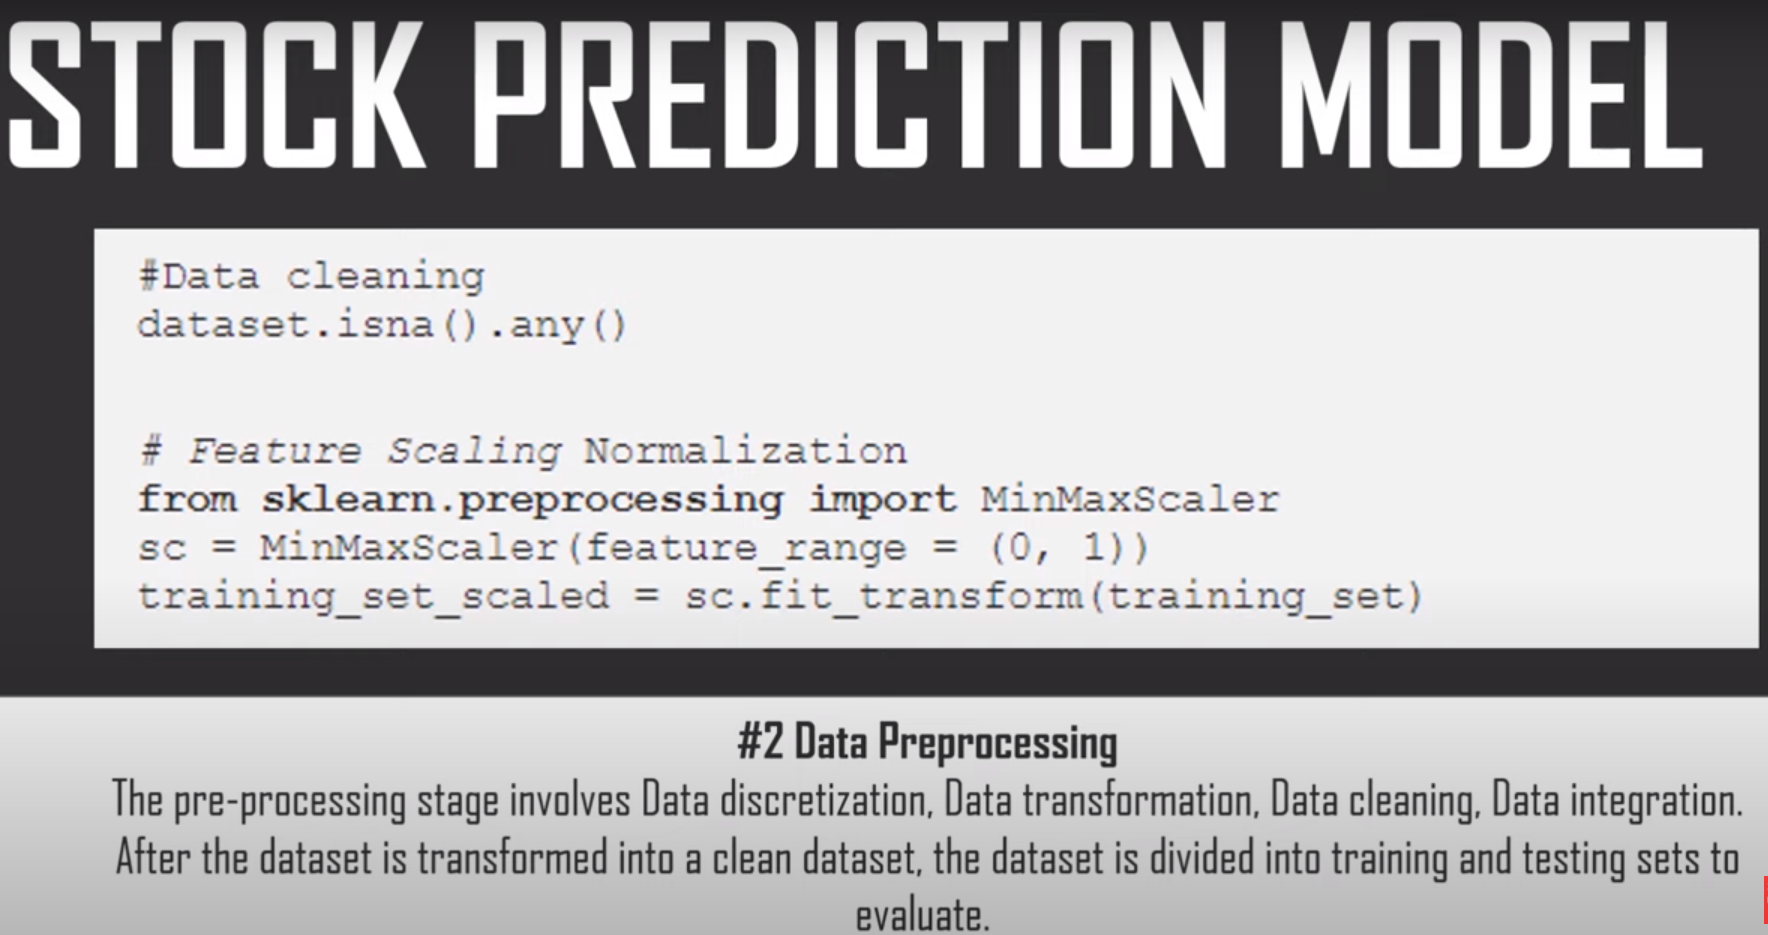 STOCK PREDICTION MODEL
#Data cleaning
dataset.isna().any()
# Feature Scaling Normalization
from sklearn.preprocessing import MinMaxScaler
sc = MinMaxScaler(feature_range = (0, 1))
training_set_scaled = sc.fit_transform(training_set)
#2 Data Preprocessing
The pre-processing stage involves Data discretization, Data transformation, Data cleaning, Data integration.
After the dataset is transformed into a clean dataset, the dataset is divided into training and testing sets to
evaluate.